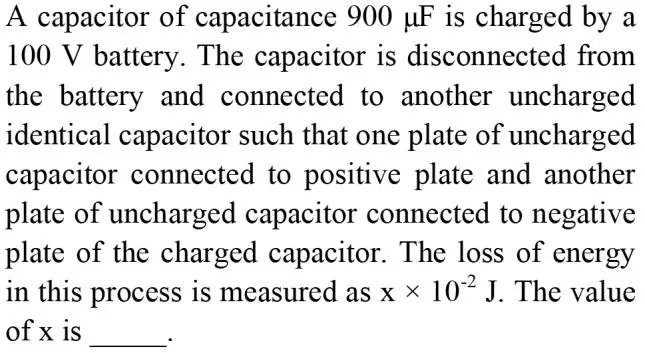 A capacitor of capacitance 900 μF is charged by a
100 V battery. The capacitor is disconnected from
the battery and connected to another uncharged
identical capacitor such that one plate of uncharged
capacitor connected to positive plate and another
plate of uncharged capacitor connected to negative
plate of the charged capacitor. The loss of energy
in this process is measured as x × 10⁻² J. The value
of x is ______.